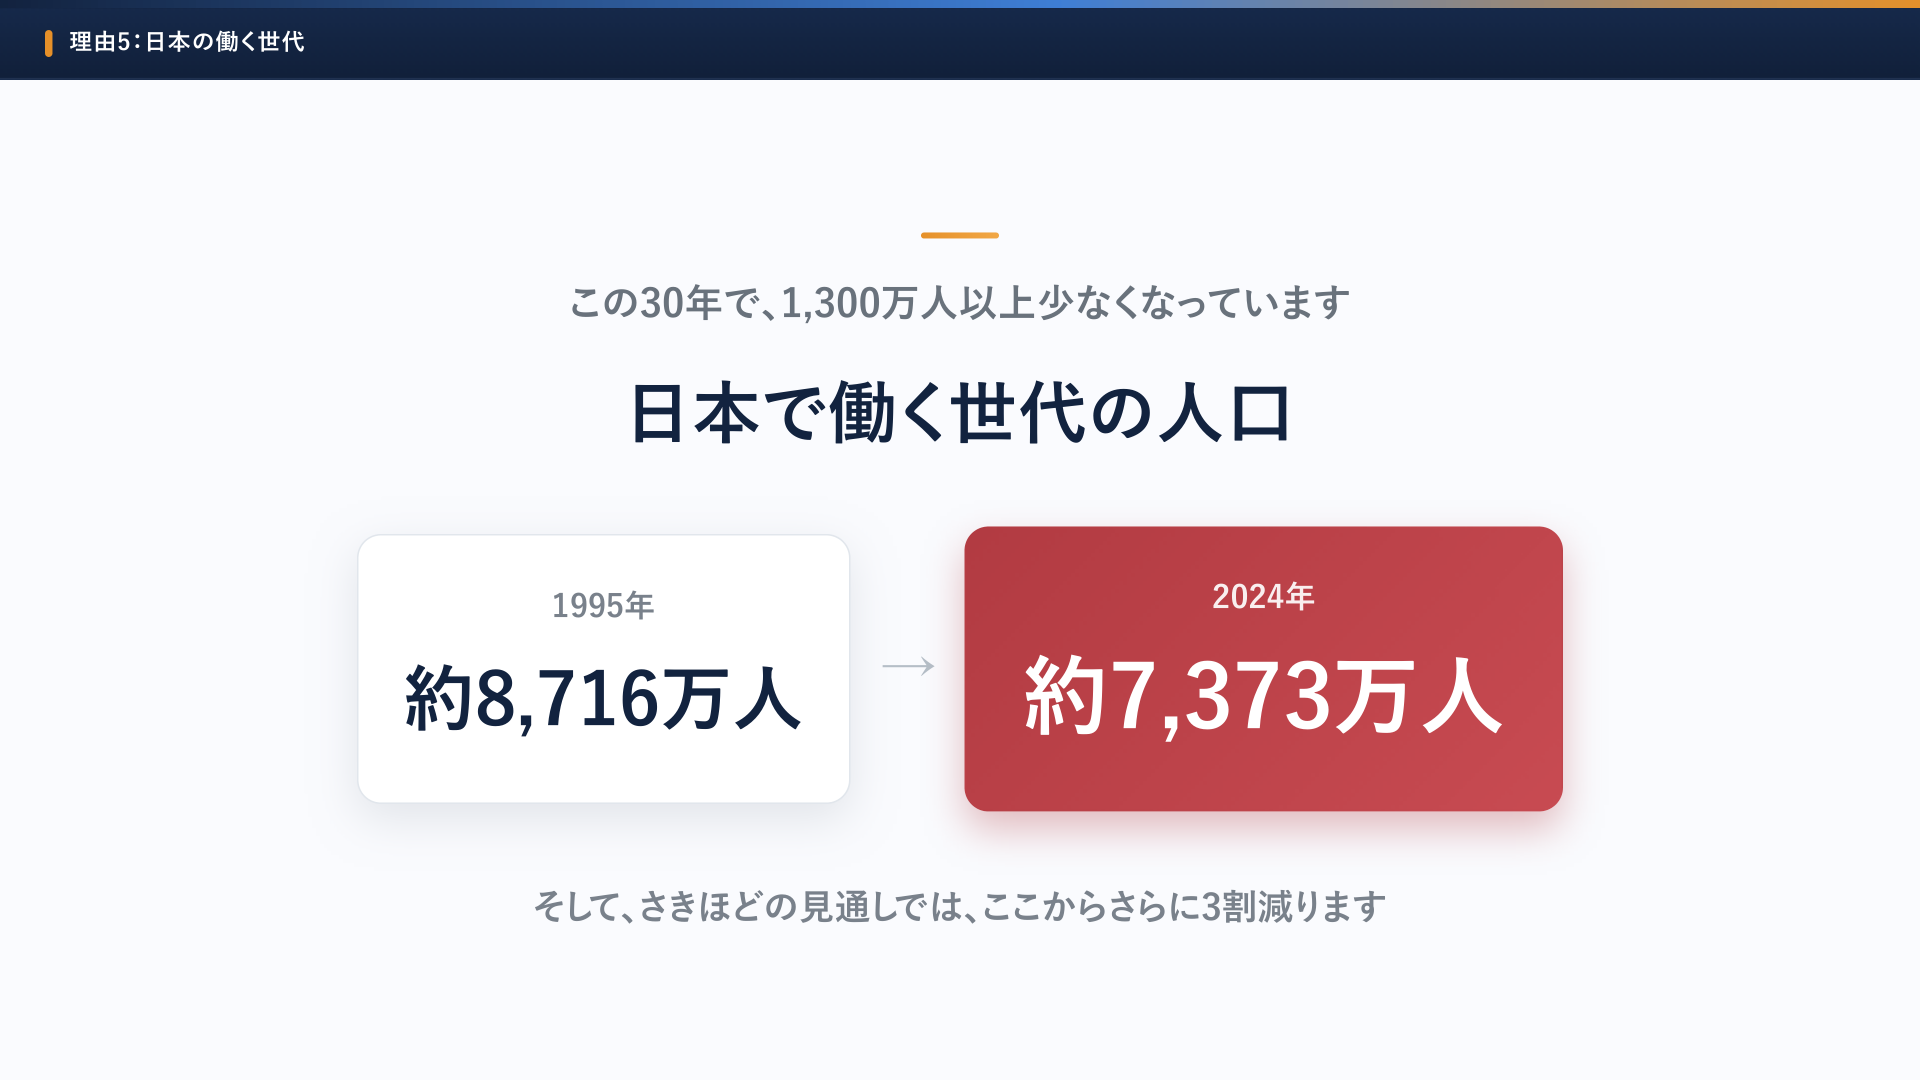 理由5：日本の働く世代
この30年で、1,300万人以上少なくなっています
日本で働く世代の人口
1995年
約8,716万人
→
2024年
約7,373万人
そして、さきほどの見通しでは、ここからさらに3割減ります